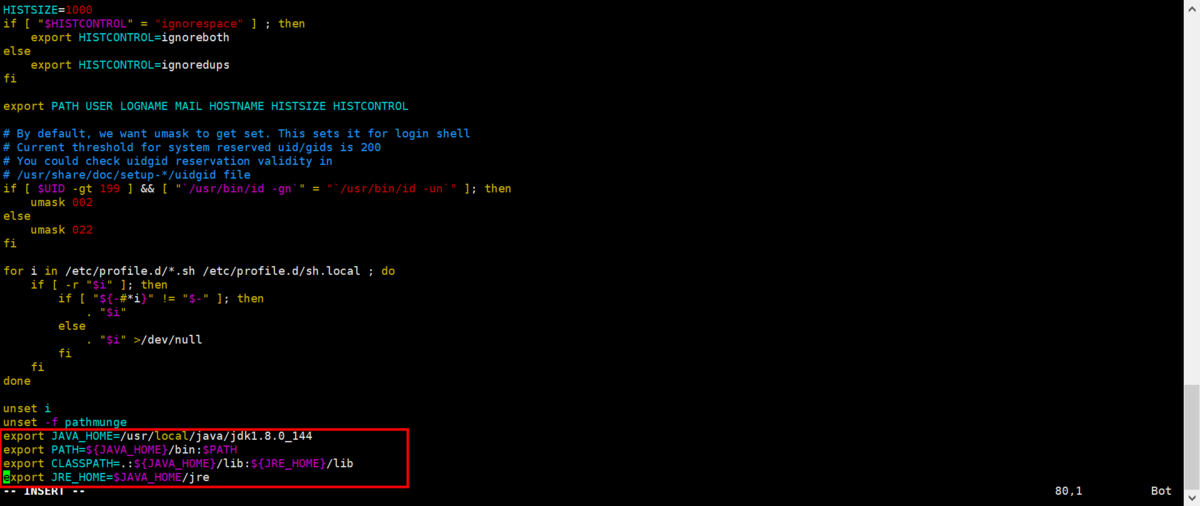 HISTSIZE=1000
if [ "$HISTCONTROL" = "ignorespace" ] ; then
    export HISTCONTROL=ignoreboth
else
    export HISTCONTROL=ignoredups
fi

export PATH USER LOGNAME MAIL HOSTNAME HISTSIZE HISTCONTROL

# By default, we want umask to get set. This sets it for login shell
# Current threshold for system reserved uid/gids is 200
# You could check uidgid reservation validity in
# /usr/share/doc/setup-*/uidgid file
if [ $UID -gt 199 ] && [ "`/usr/bin/id -gn`" = "`/usr/bin/id -un`" ]; then
    umask 002
else
    umask 022
fi

for i in /etc/profile.d/*.sh /etc/profile.d/sh.local ; do
    if [ -r "$i" ]; then
        if [ "${-#*i}" != "$-" ]; then
            . "$i"
        else
            . "$i" >/dev/null
        fi
    fi
done

unset i
unset -f pathmunge
export JAVA_HOME=/usr/local/java/jdk1.8.0_144
export PATH=${JAVA_HOME}/bin:$PATH
export CLASSPATH=.:${JAVA_HOME}/lib:${JRE_HOME}/lib
export JRE_HOME=$JAVA_HOME/jre
-- INSERT -- 80,1 Bot